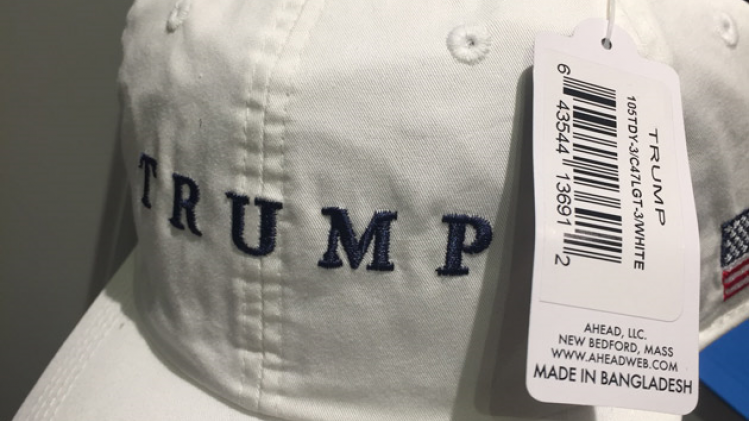 TRUMP
TRUMP
105TDY-3/C47LGT-3/WHITE
6 43544 13691 2
AHEAD, LLC.
NEW BEDFORD, MASS
WWW.AHEADWEB.COM
MADE IN BANGLADESH